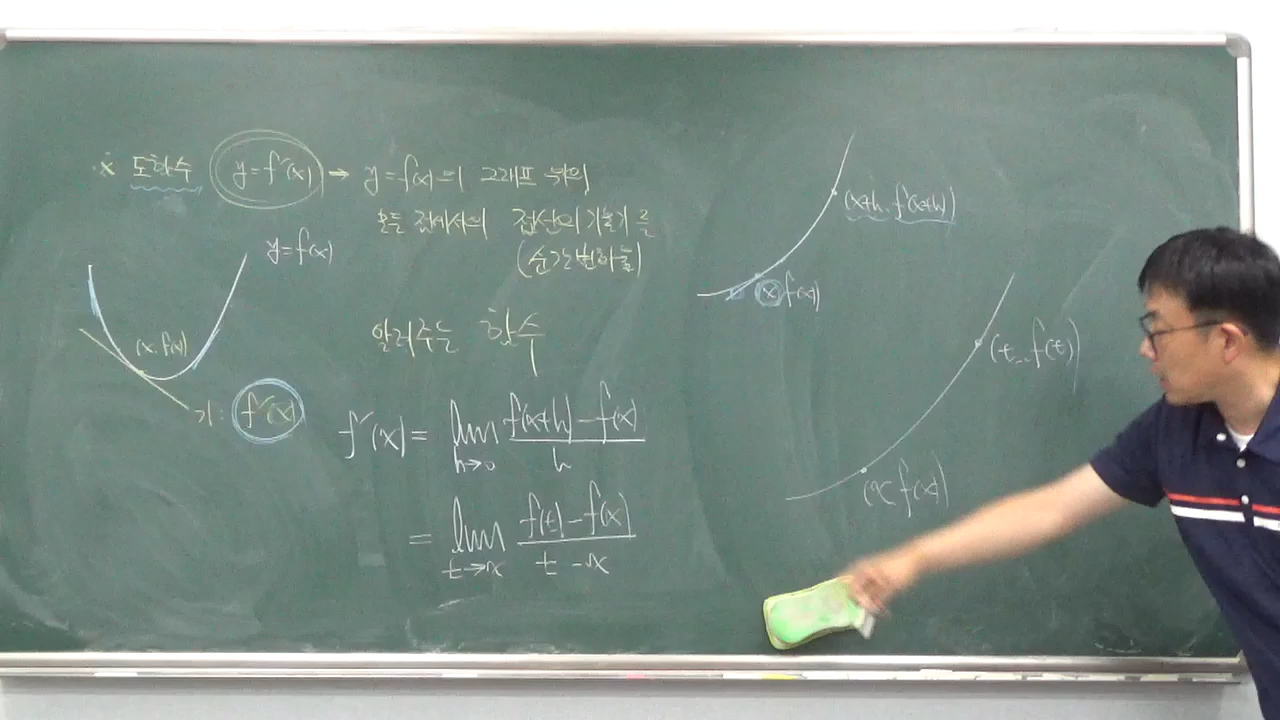 ※ 도함수 y=f'(x) → y=f(x)의 그래프 위의
모든 점에서의 접선의 기울기를
(순간변화율)
알려주는 함수
y=f(x)
(x, f(x))
기: f'(x)
f'(x) = lim h→0 f(x+h)-f(x) / h
= lim t→x f(t)-f(x) / t-x
(x+h, f(x+h))
(x, f(x))
(t, f(t))
(x, f(x))